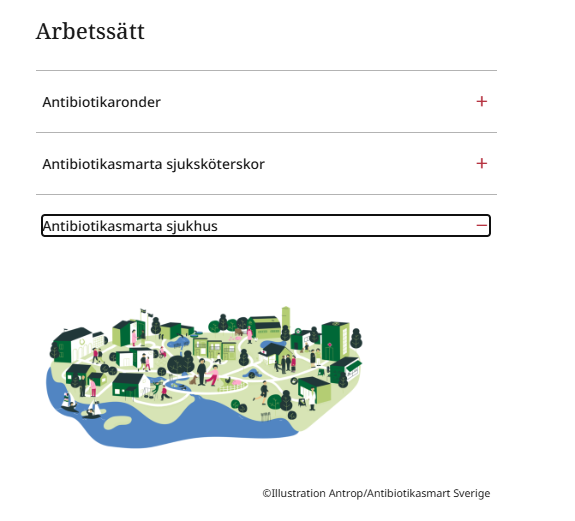 Arbetssätt
Antibiotikaronder
Antibiotikasmarta sjuksköterskor
Antibiotikasmarta sjukhus
©Illustration Antrop/Antibiotikasmart Sverige